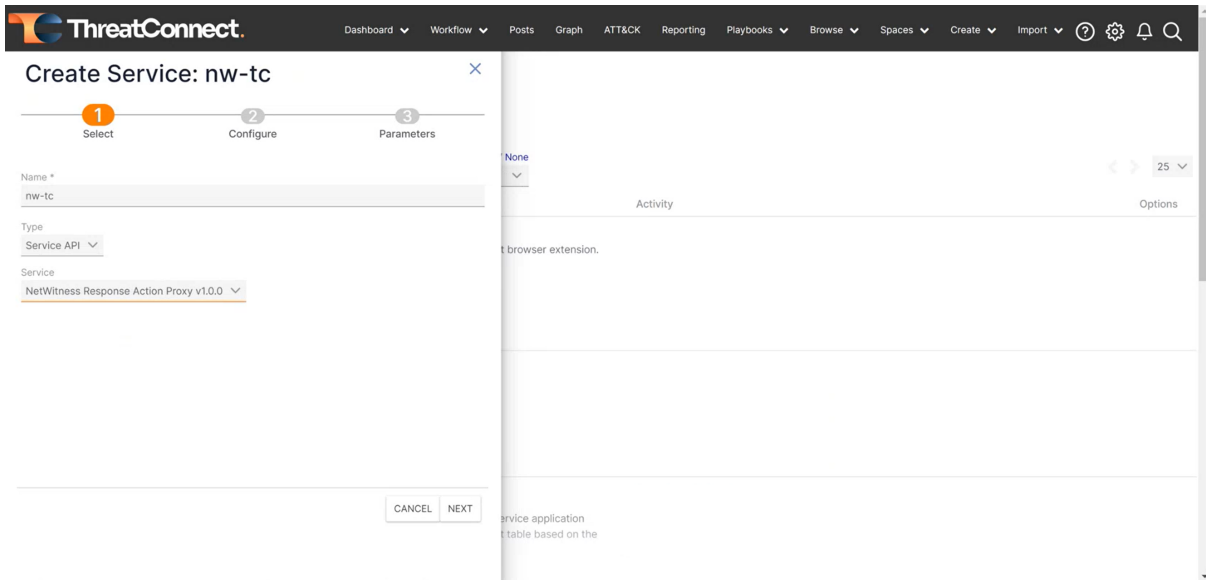 ThreatConnect.
Dashboard Workflow Posts Graph ATT&CK Reporting Playbooks Browse Spaces Create Import
Create Service: nw-tc
1 2 3
Select Configure Parameters
None
25
Name *
nw-tc
Activity Options
Type
Service API
t browser extension.
Service
NetWitness Response Action Proxy v1.0.0
CANCEL NEXT
ervice application
t table based on the